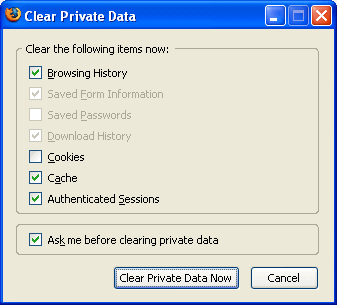 Clear Private Data
Clear the following items now:
Browsing History
Saved Form Information
Saved Passwords
Download History
Cookies
Cache
Authenticated Sessions
Ask me before clearing private data
Clear Private Data Now
Cancel